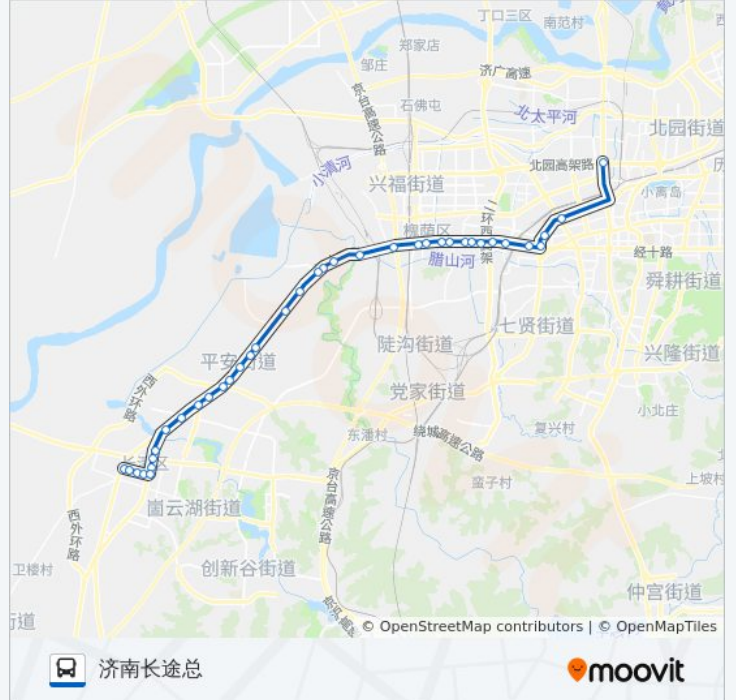 丁口三区
南范村
郑家店
邹庄
济广高速
京台高速公路
石佛屯
北太平河
北园街道
小清河
北园高架路
兴福街道
小离岛
二环西
架
槐荫区
腊山河
经十路
舜耕街道
七贤街道
陡沟街道
兴隆街道
平安街道
西外环路
党家街道
小北庄
东潘村
绕城高速公路
复兴村
京台高速公路
蛮子村
上坡村
崮云湖街道
西外环路
卫楼村
创新谷街道
仲宫街道
街道
© OpenStreetMap contributors | © OpenMapTiles
济南长途总
moovit